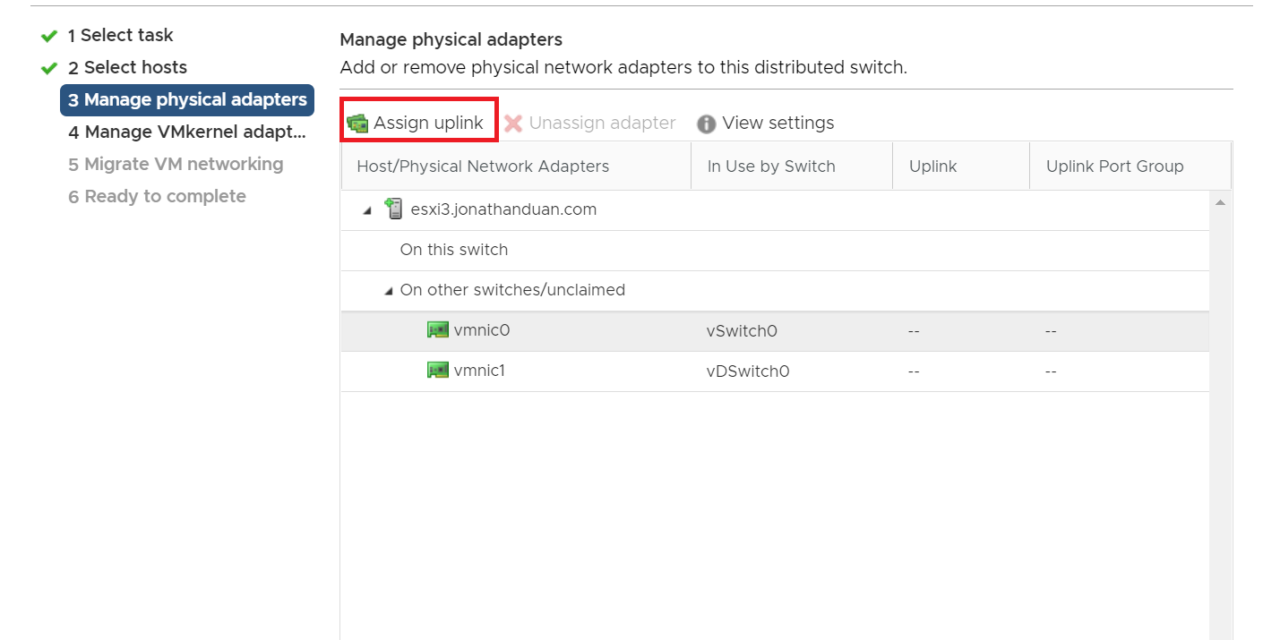 1 Select task
2 Select hosts
3 Manage physical adapters
4 Manage VMkernel adapt...
5 Migrate VM networking
6 Ready to complete
Manage physical adapters
Add or remove physical network adapters to this distributed switch.
Assign uplink Unassign adapter View settings
Host/Physical Network Adapters In Use by Switch Uplink Uplink Port Group
esxi3.jonathanduan.com
On this switch
On other switches/unclaimed
vmnic0 vSwitch0 -- --
vmnic1 vDSwitch0 -- --